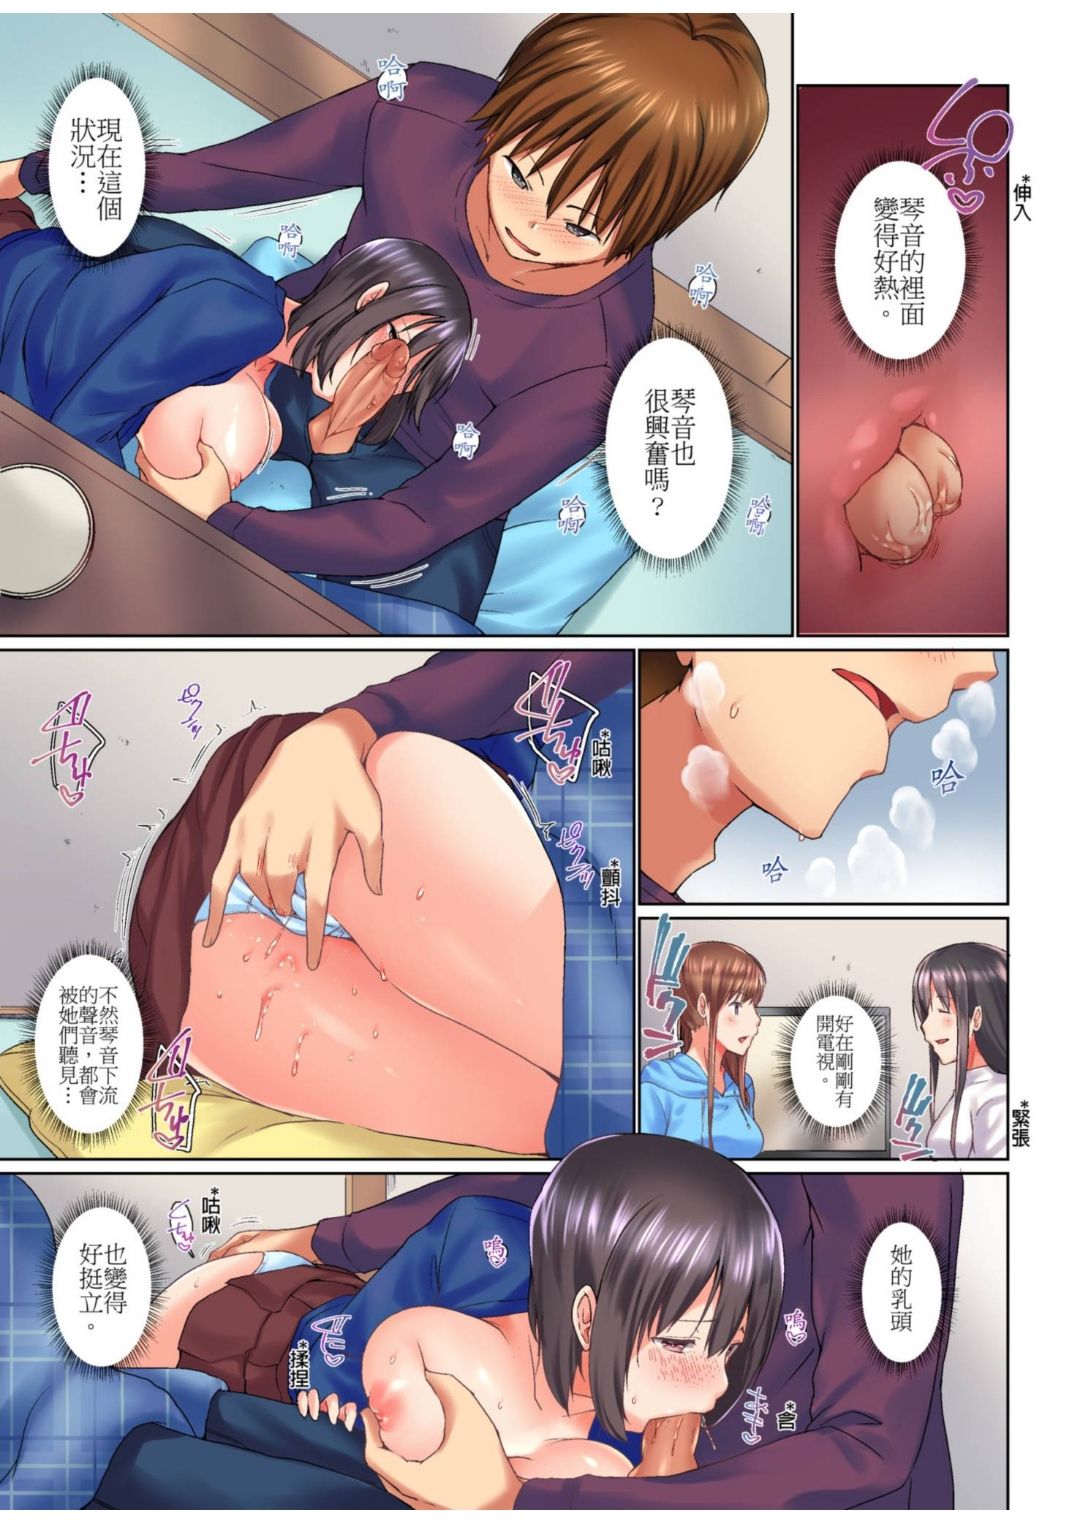 *伸入
琴音的裡面
變得好熱。
哈啊
哈啊
哈啊
哈啊
哈啊
哈啊
琴音也
很興奮嗎?
現在這個
狀況…
哈
哈
*咕啾
*顫抖
不然琴音下流
的聲音,都會
被她們聽見…
*緊張
好在剛剛有
開電視。
她的乳頭
嗚
嗚
*含
*揉捏
*咕啾
也變得
好挺立。